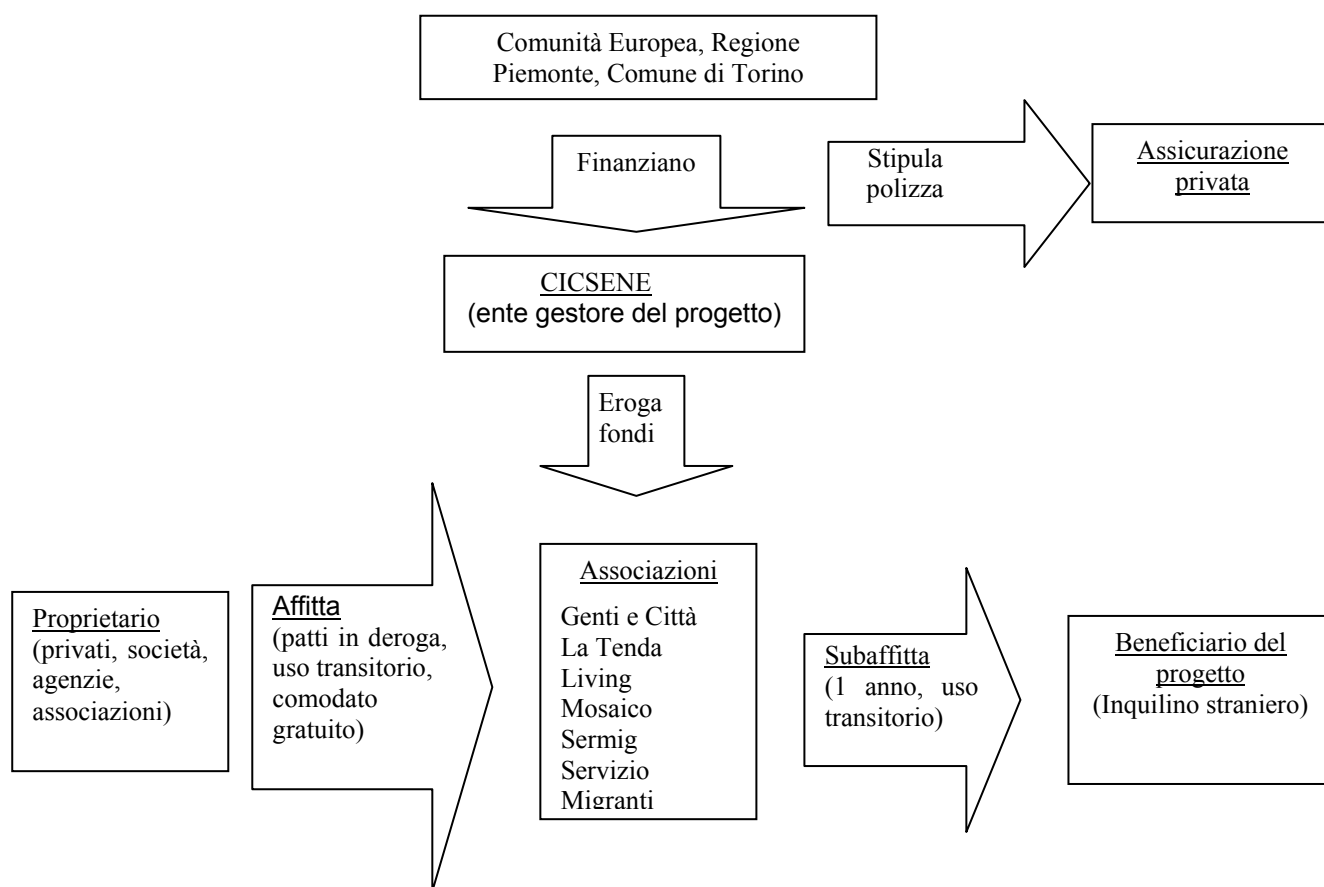 Comunità Europea, Regione
Piemonte, Comune di Torino
Finanziano
Stipula
polizza
Assicurazione
privata
CICSENE
(ente gestore del progetto)
Eroga
fondi
Proprietario
(privati, società,
agenzie,
associazioni)
Affitta
(patti in deroga,
uso transitorio,
comodato
gratuito)
Associazioni
Genti e Città
La Tenda
Living
Mosaico
Sermig
Servizio
Migranti
Subaffitta
(1 anno, uso
transitorio)
Beneficiario del
progetto
(Inquilino straniero)